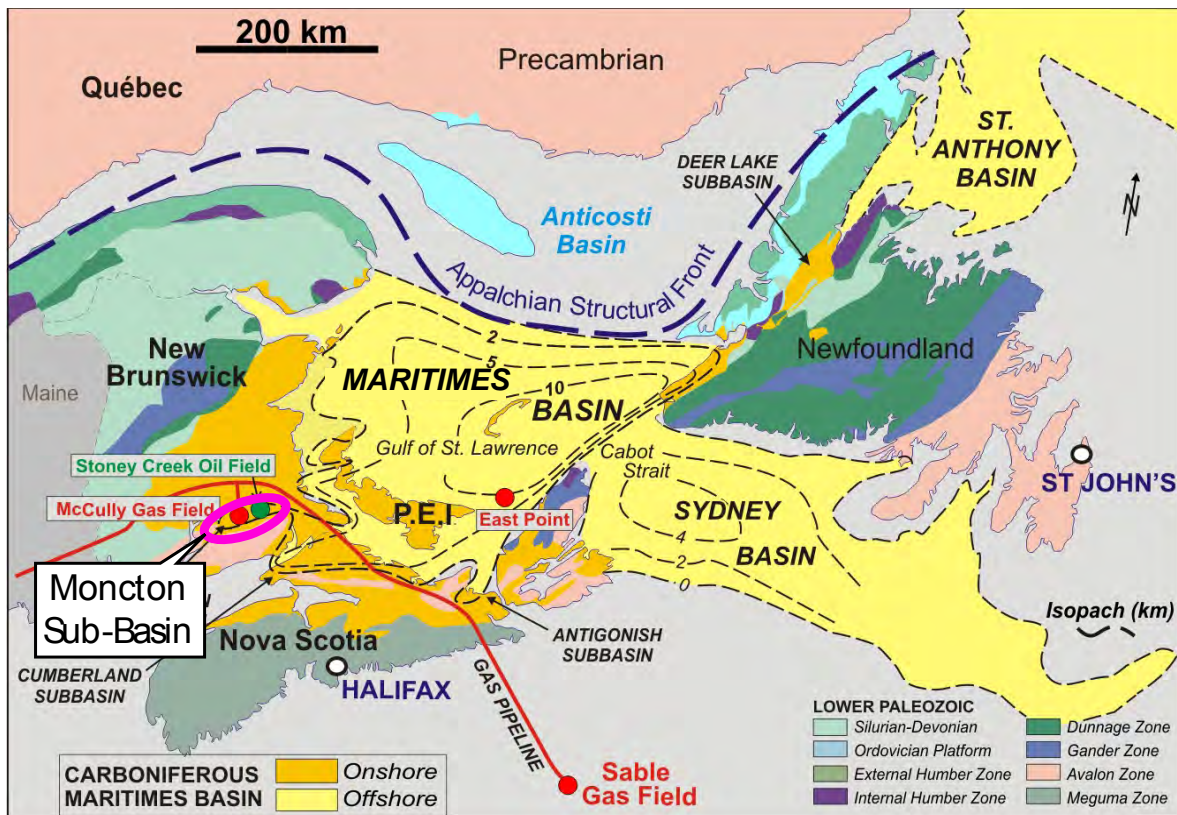 200 km
Precambrian
Québec
ST.
ANTHONY
BASIN
DEER LAKE
SUBBASIN
N
Anticosti
Basin
Appalchian Structural Front
2
5
10
New
Brunswick
MARITIMES
BASIN
Newfoundland
Maine
Gulf of St. Lawrence
Cabot
Strait
Stoney Creek Oil Field
McCully Gas Field
P.E.I
East Point
ST JOHN'S
SYDNEY
BASIN
4
2
0
Moncton
Sub-Basin
Isopach (km)
Nova Scotia
ANTIGONISH
SUBBASIN
CUMBERLAND
SUBBASIN
HALIFAX
GAS PIPELINE
Sable
Gas Field
CARBONIFEROUS
MARITIMES BASIN
Onshore
Offshore
LOWER PALEOZOIC
Silurian-Devonian
Ordovician Platform
External Humber Zone
Internal Humber Zone
Dunnage Zone
Gander Zone
Avalon Zone
Meguma Zone